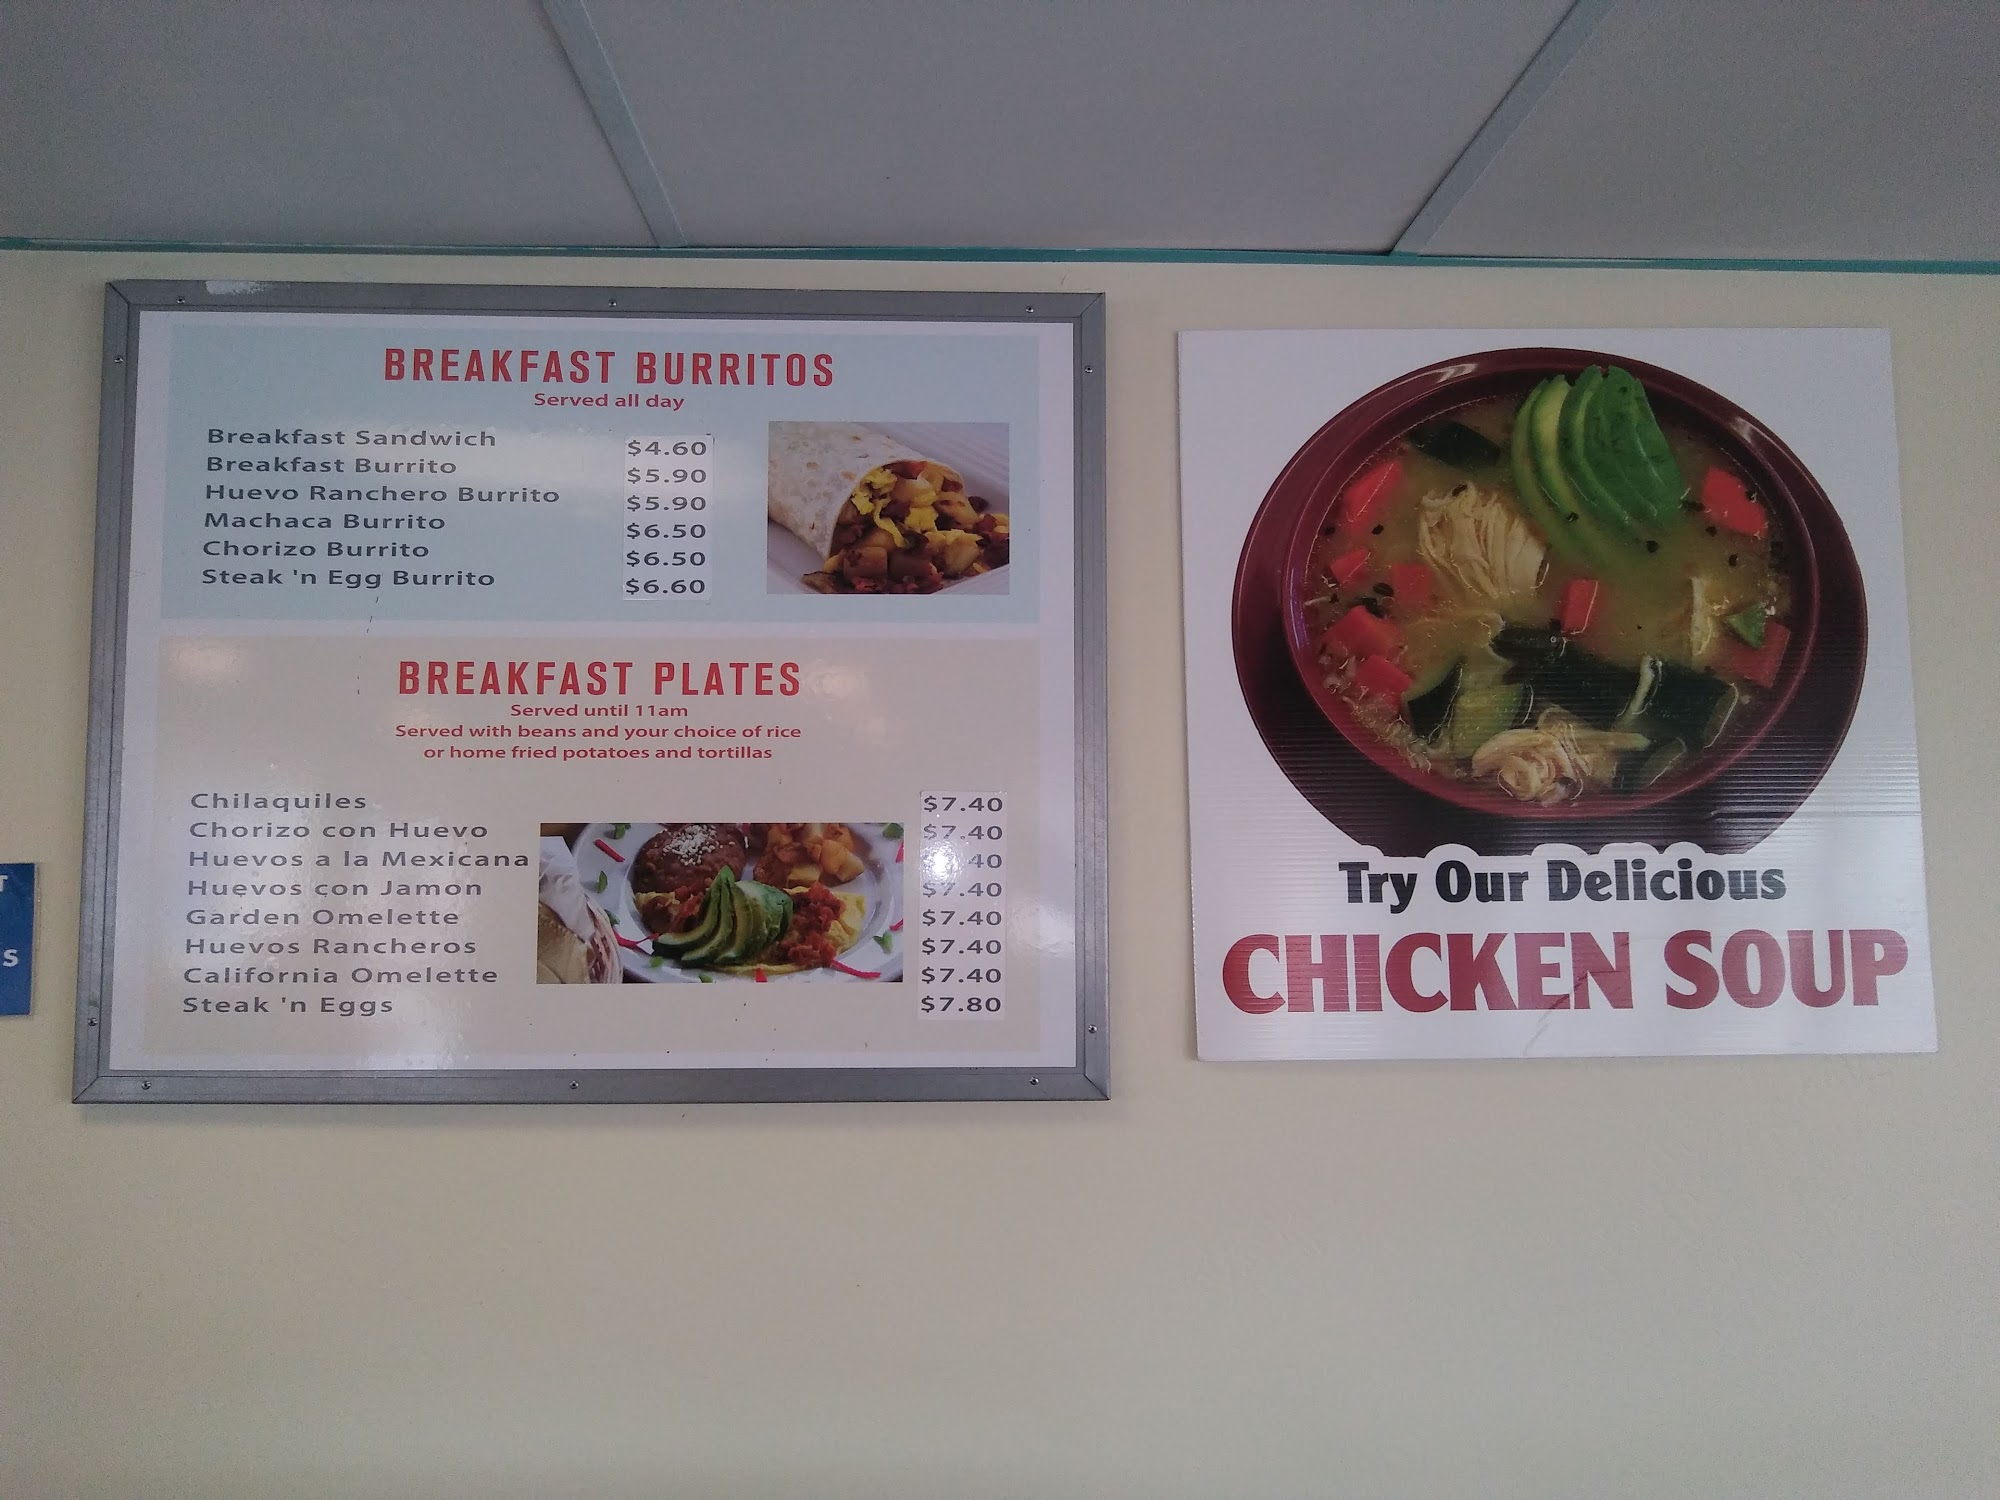 BREAKFAST BURRITOS
Served all day
Breakfast Sandwich $4.60
Breakfast Burrito $5.90
Huevo Ranchero Burrito $5.90
Machaca Burrito $6.50
Chorizo Burrito $6.50
Steak 'n Egg Burrito $6.60
BREAKFAST PLATES
Served until 11am
Served with beans and your choice of rice
or home fried potatoes and tortillas
Chilaquiles $7.40
Chorizo con Huevo $7.40
Huevos a la Mexicana
Huevos con Jamon $7.40
Garden Omelette $7.40
Huevos Rancheros $7.40
California Omelette $7.40
Steak 'n Eggs $7.80
Try Our Delicious
CHICKEN SOUP